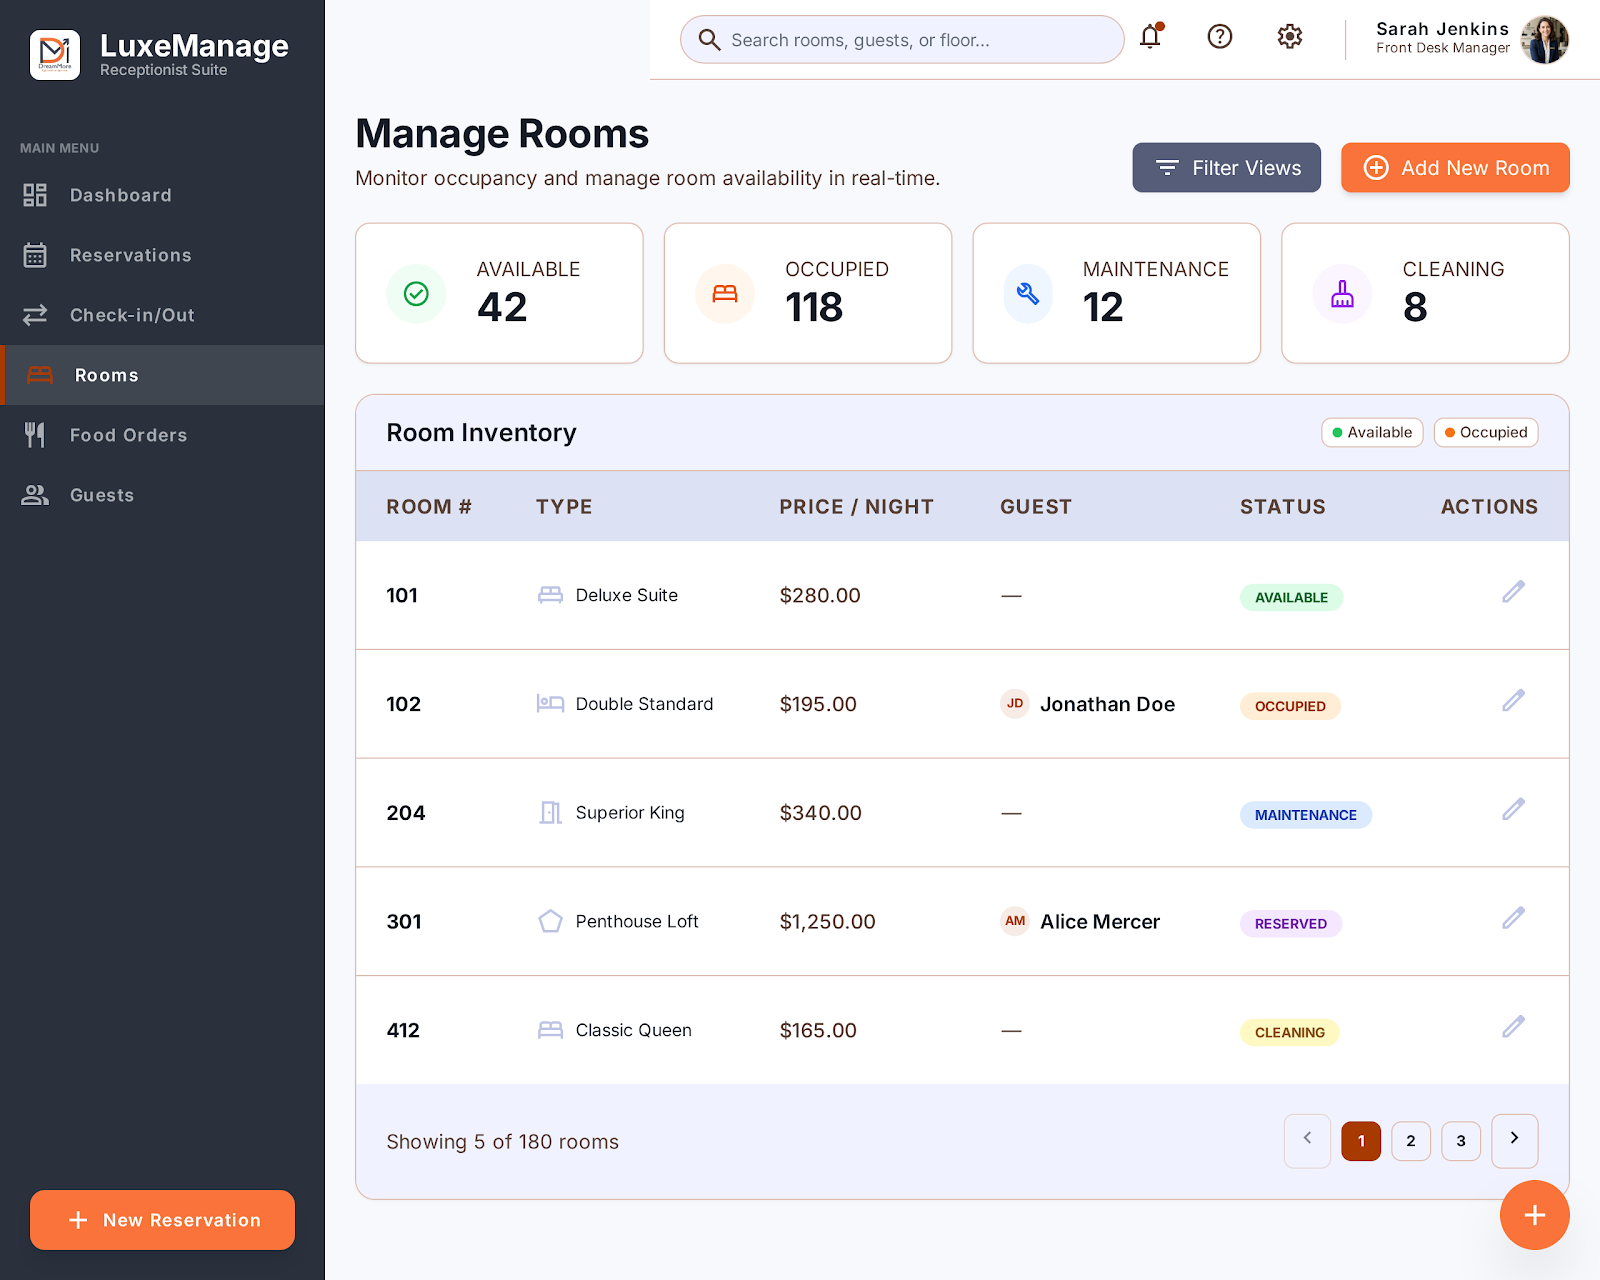 DreamMore
LuxeManage
Receptionist Suite
MAIN MENU
Dashboard
Reservations
Check-in/Out
Rooms
Food Orders
Guests
New Reservation
Search rooms, guests, or floor...
Sarah Jenkins
Front Desk Manager
Manage Rooms
Monitor occupancy and manage room availability in real-time.
Filter Views
Add New Room
AVAILABLE
42
OCCUPIED
118
MAINTENANCE
12
CLEANING
8
Room Inventory
Available
Occupied
ROOM # TYPE PRICE / NIGHT GUEST STATUS ACTIONS
101 Deluxe Suite $280.00 — AVAILABLE
102 Double Standard $195.00 JD Jonathan Doe OCCUPIED
204 Superior King $340.00 — MAINTENANCE
301 Penthouse Loft $1,250.00 AM Alice Mercer RESERVED
412 Classic Queen $165.00 — CLEANING
Showing 5 of 180 rooms
1 2 3